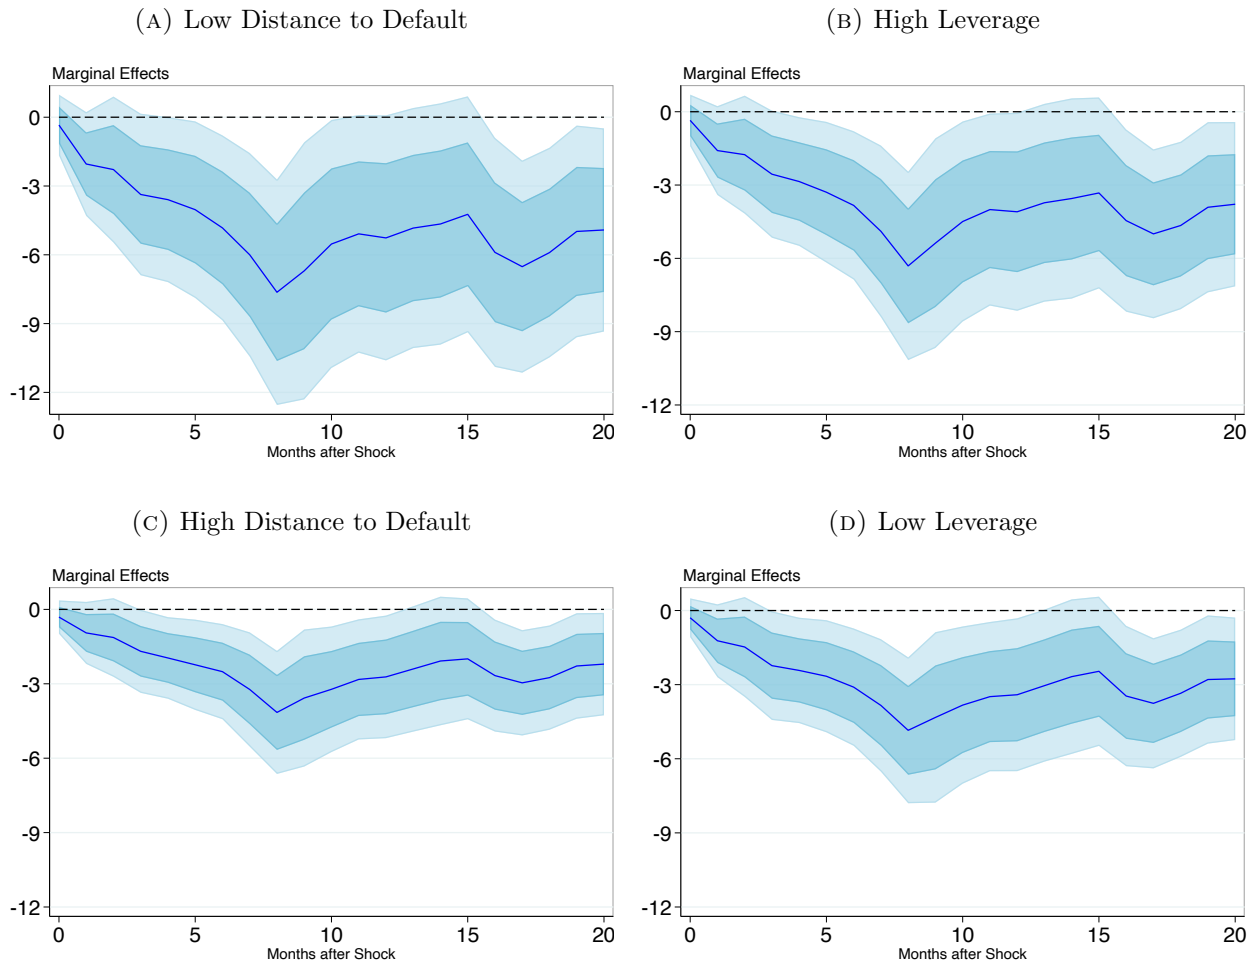 (A) Low Distance to Default
Marginal Effects
0
-3
-6
-9
-12
0 5 10 15 20
Months after Shock
(B) High Leverage
Marginal Effects
0
-3
-6
-9
-12
0 5 10 15 20
Months after Shock
(C) High Distance to Default
Marginal Effects
0
-3
-6
-9
-12
0 5 10 15 20
Months after Shock
(D) Low Leverage
Marginal Effects
0
-3
-6
-9
-12
0 5 10 15 20
Months after Shock